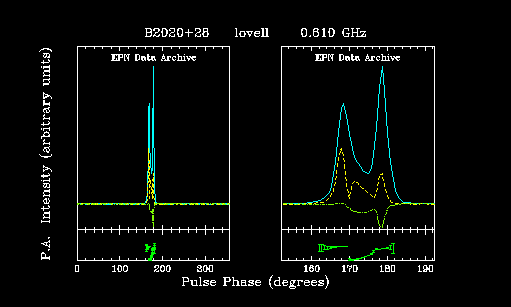 B2020+28 lovell 0.610 GHz
EPN Data Archive EPN Data Archive
Intensity (arbitrary units)
P.A.
0 100 200 300 160 170 180 190
Pulse Phase (degrees)